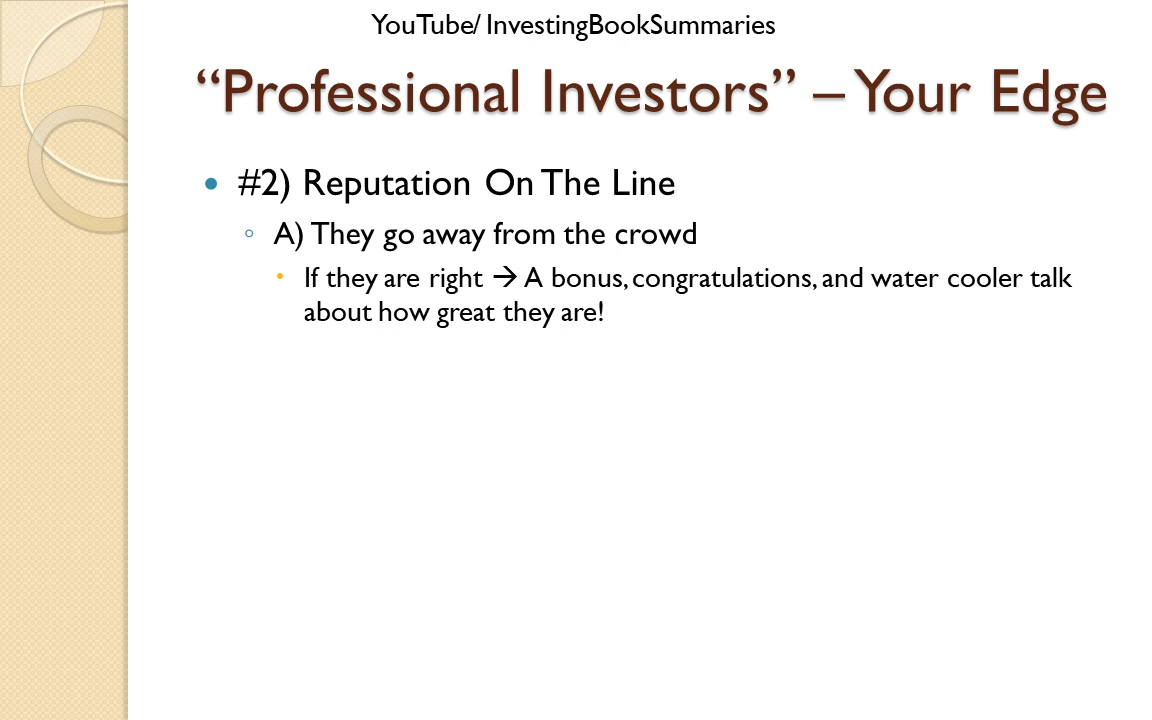 YouTube/ InvestingBookSummaries
“Professional Investors” – Your Edge
• #2) Reputation On The Line
◦ A) They go away from the crowd
• If they are right → A bonus, congratulations, and water cooler talk
about how great they are!